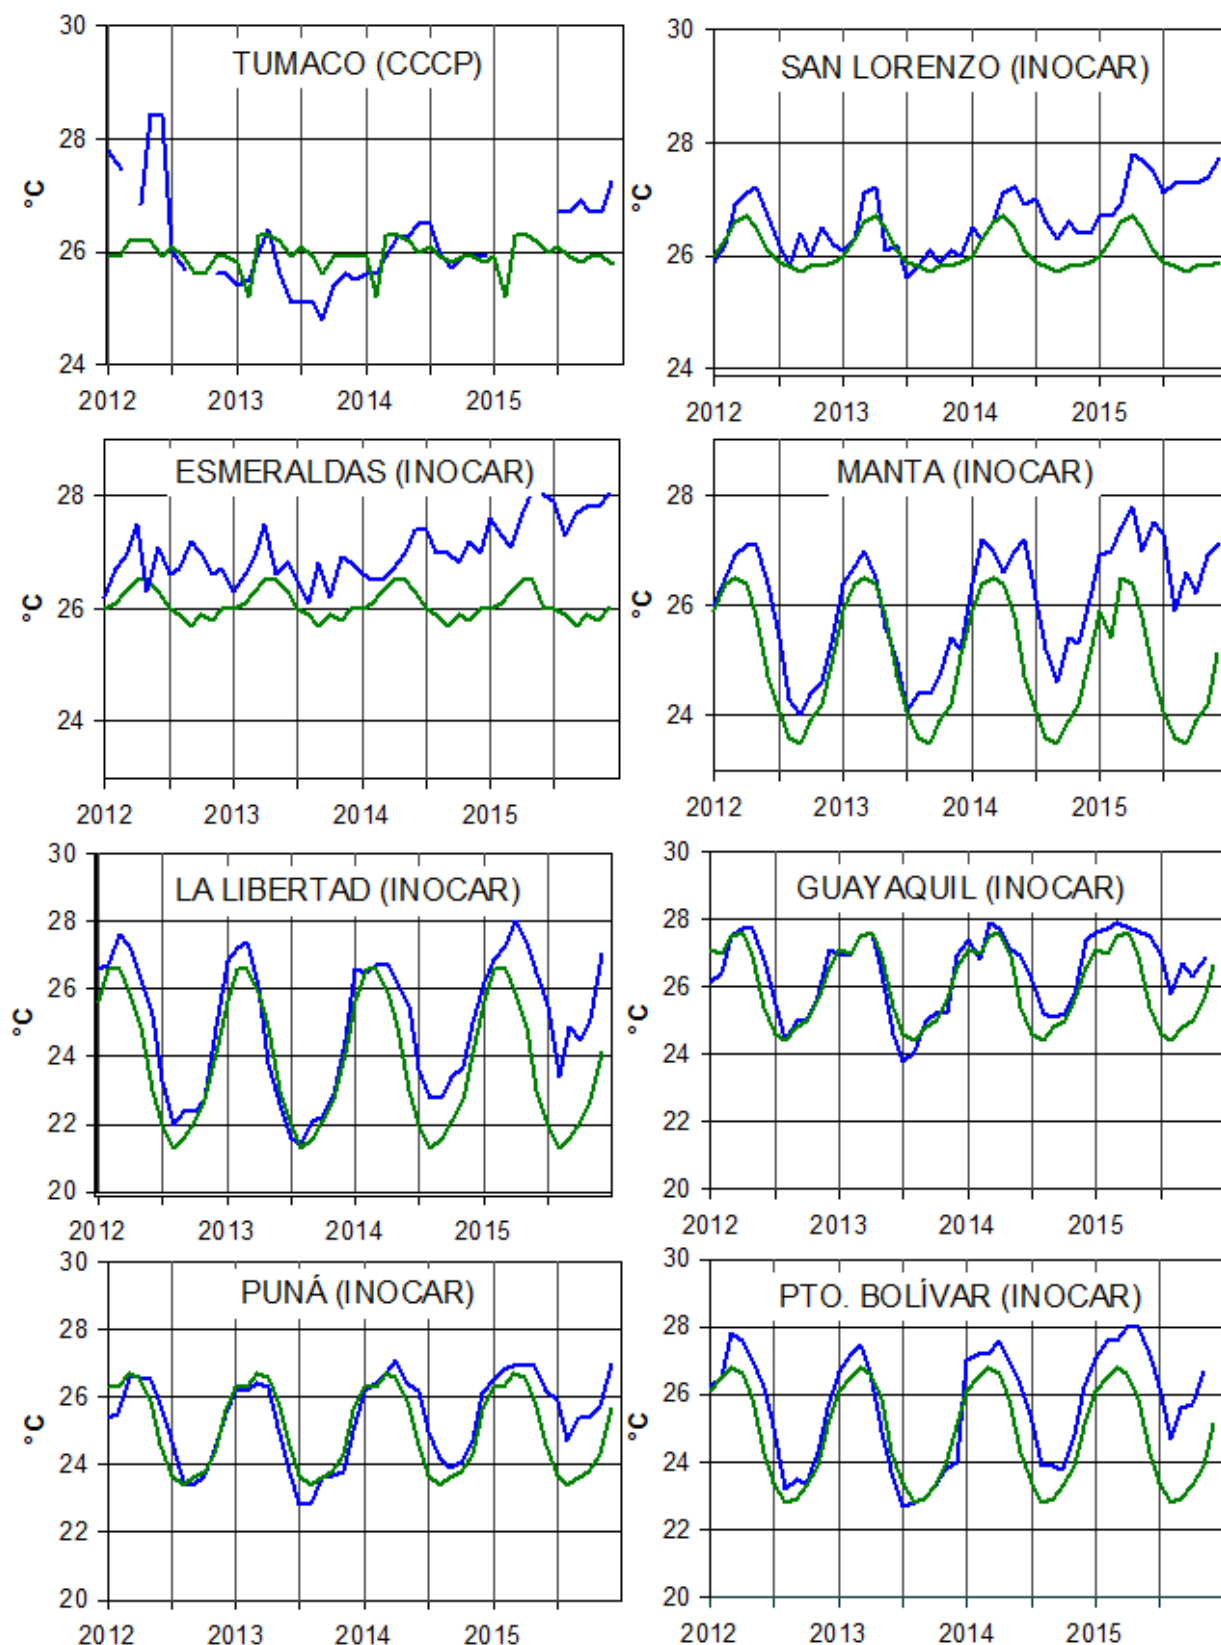 30
TUMACO (CCCP)
28
°C
26
24
2012 2013 2014 2015
30
SAN LORENZO (INOCAR)
28
°C
26
24
2012 2013 2014 2015
ESMERALDAS (INOCAR)
28
°C
26
24
2012 2013 2014 2015
MANTA (INOCAR)
28
26
24
2012 2013 2014 2015
30
LA LIBERTAD (INOCAR)
28
°C
26
24
22
20
2012 2013 2014 2015
30
GUAYAQUIL (INOCAR)
28
°C
26
24
22
20
2012 2013 2014 2015
30
PUNÁ (INOCAR)
28
°C
26
24
22
20
2012 2013 2014 2015
30
PTO. BOLÍVAR (INOCAR)
28
°C
26
24
22
20
2012 2013 2014 2015